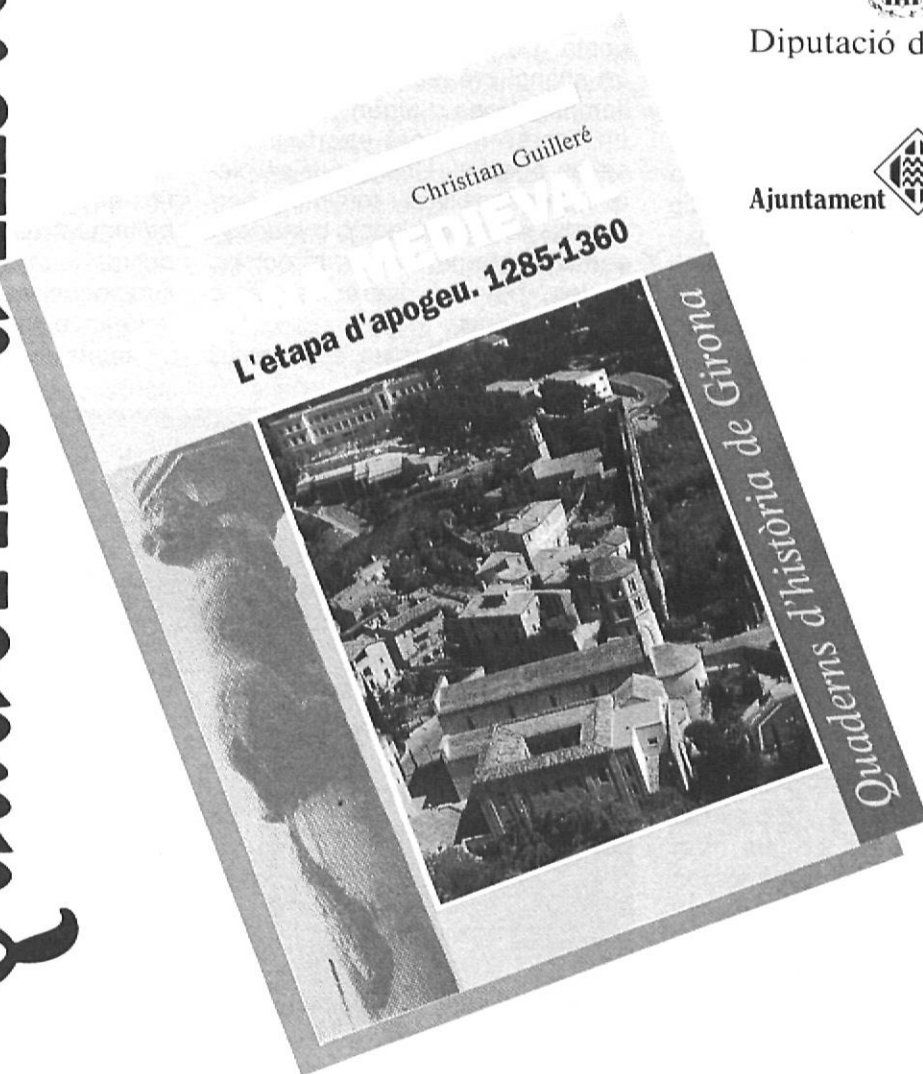 Diputació d
Ajuntament
Christian Guilleré
MEDIEVAL
L'etapa d'apogeu. 1285-1360
Quaderns d'història de Girona